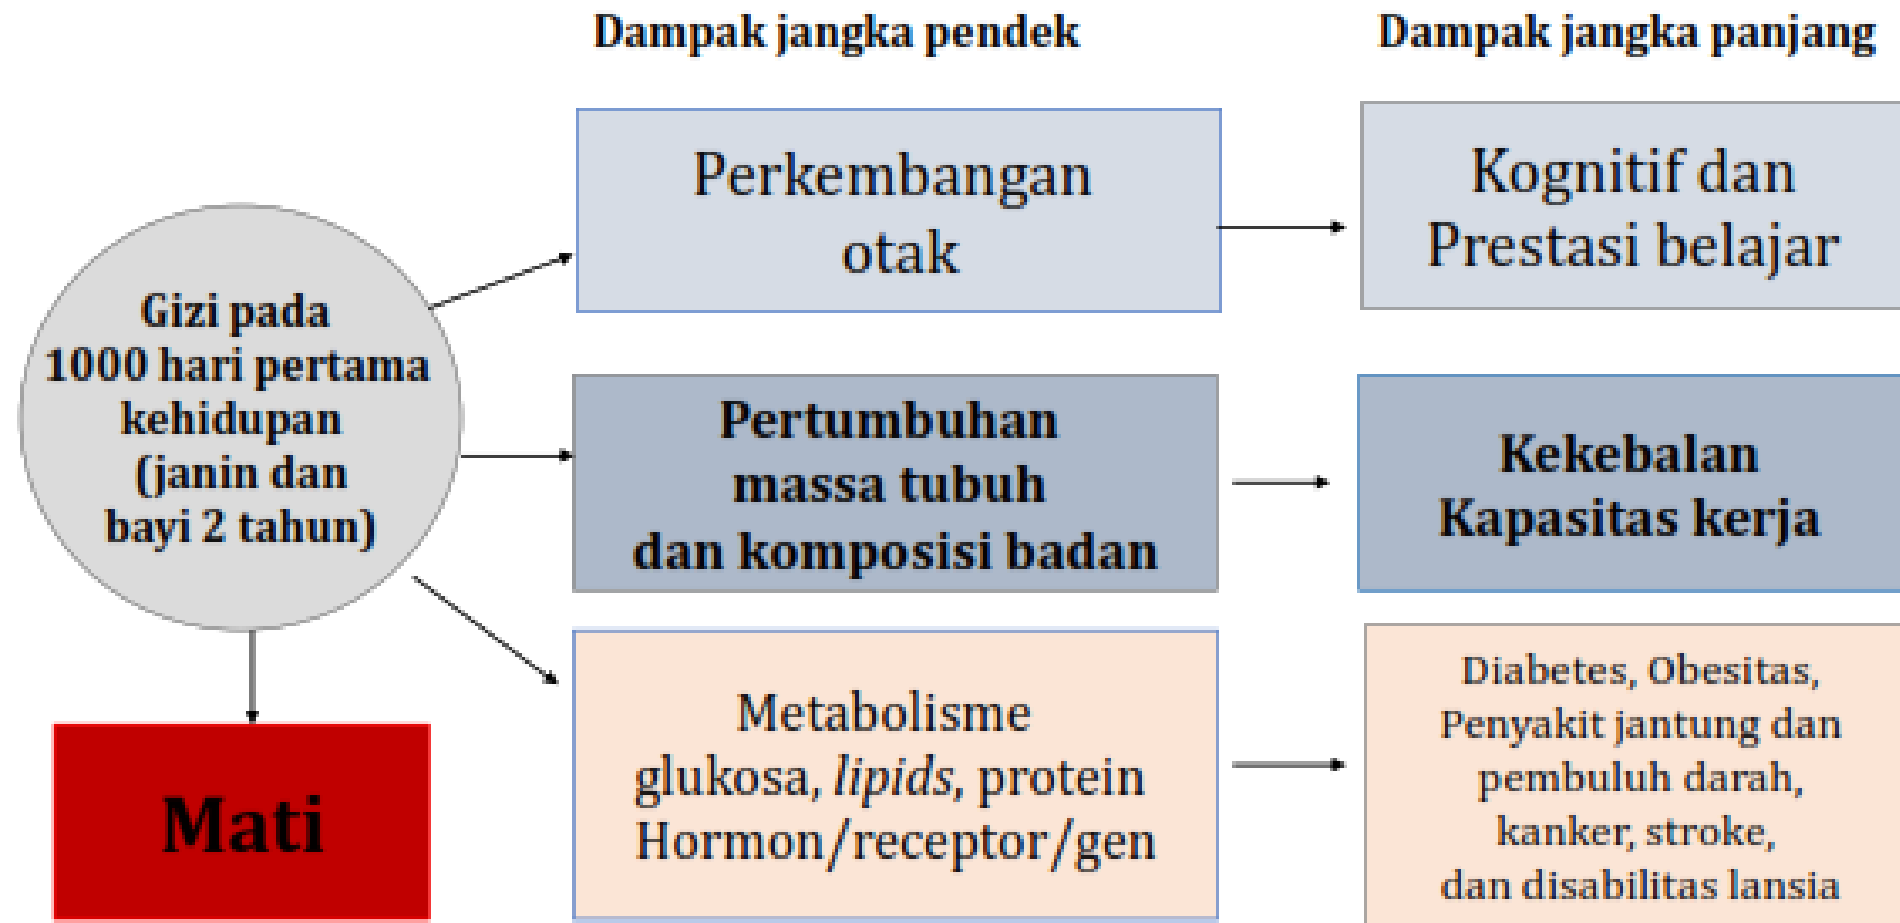 Dampak jangka pendek
Dampak jangka panjang
Gizi pada
1000 hari pertama
kehidupan
(janin dan
bayi 2 tahun)
Perkembangan
otak
Kognitif dan
Prestasi belajar
Pertumbuhan
massa tubuh
dan komposisi badan
Kekebalan
Kapasitas kerja
Metabolisme
glukosa, lipids, protein
Hormon/receptor/gen
Diabetes, Obesitas,
Penyakit jantung dan
pembuluh darah,
kanker, stroke,
dan disabilitas lansia
Mati